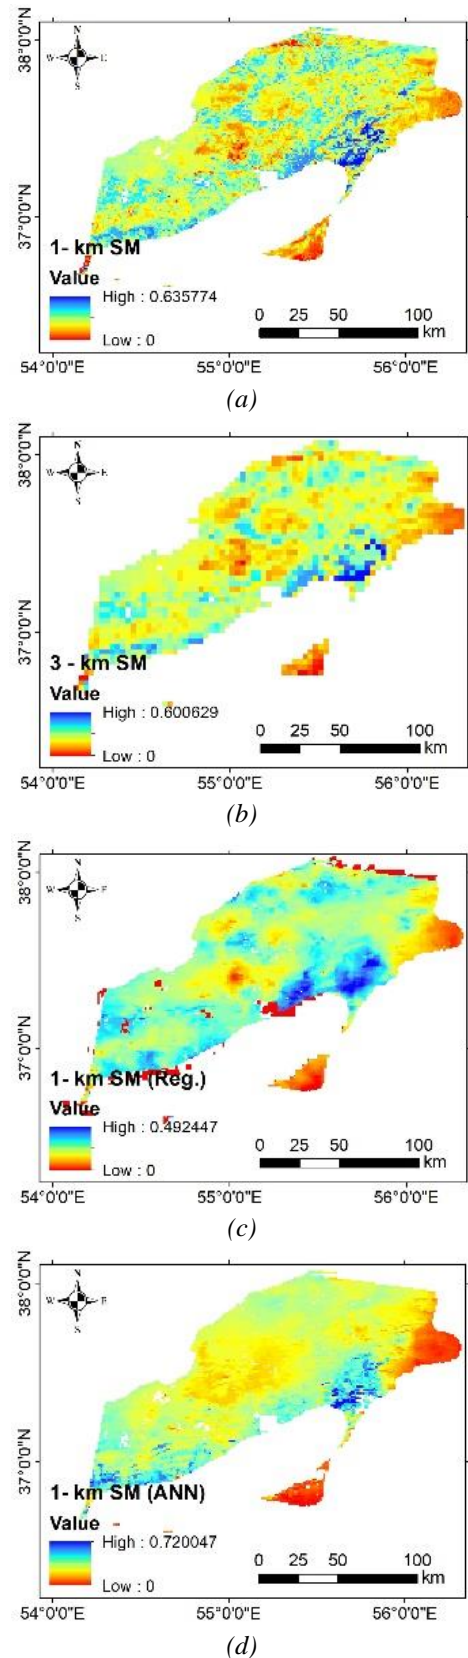 38°0'0"N
N
W E
S
37°0'0"N
1- km SM
Value
High : 0.635774
Low : 0
0 25 50 100
km
54°0'0"E 55°0'0"E 56°0'0"E
(a)
38°0'0"N
N
W E
S
37°0'0"N
3 - km SM
Value
High : 0.600629
Low : 0
0 25 50 100
km
54°0'0"E 55°0'0"E 56°0'0"E
(b)
38°0'0"N
N
W E
S
37°0'0"N
1- km SM (Reg.)
Value
High : 0.492447
Low : 0
0 25 50 100
km
54°0'0"E 55°0'0"E 56°0'0"E
(c)
38°0'0"N
N
W E
S
37°0'0"N
1- km SM (ANN)
Value
High : 0.720047
Low : 0
0 25 50 100
km
54°0'0"E 55°0'0"E 56°0'0"E
(d)